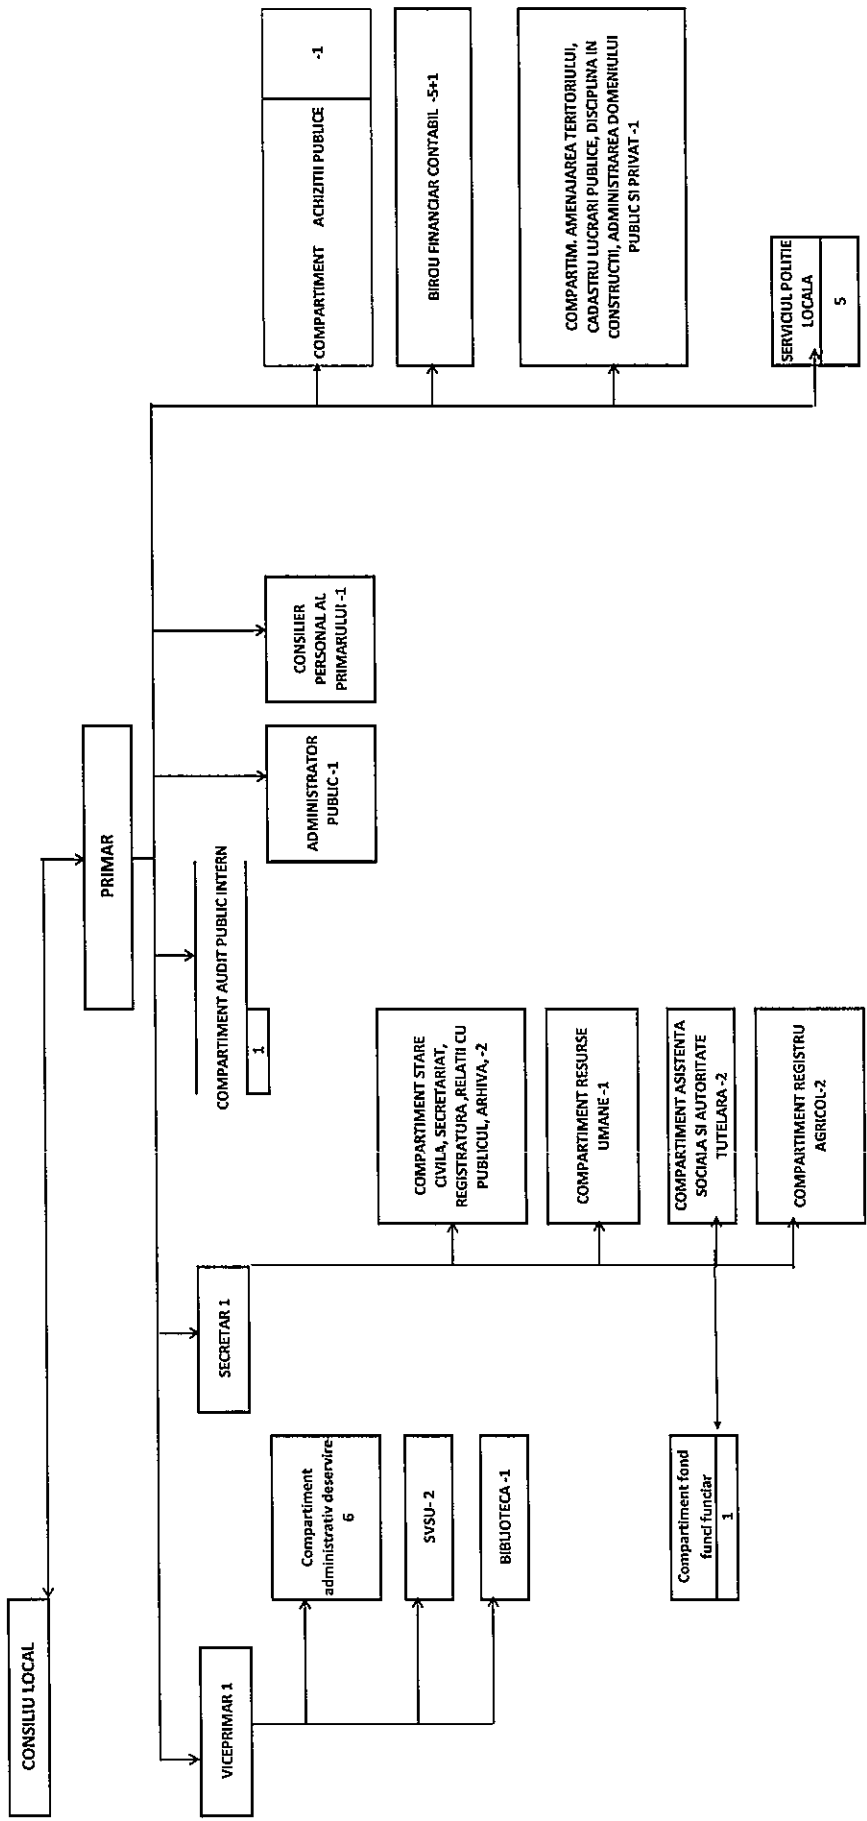 CONSILIU LOCAL
PRIMAR
VICEPRIMAR 1
SECRETAR 1
COMPARTIMENT AUDIT PUBLIC INTERN
1
ADMINISTRATOR
PUBLIC -1
CONSILIER
PERSONAL AL
PRIMARULUI -1
COMPARTIMENT ACHIZITII PUBLICE
-1
BIROU FINANCIAR CONTABIL -5+1
COMPARTIM. AMENAJAREA TERITORIULUI,
CADASTRU LUCRARI PUBLICE, DISCIPLINA IN
CONSTRUCTII, ADMINISTRAREA DOMENIULUI
PUBLIC SI PRIVAT -1
SERVICIUL POLITIE
LOCALA
5
Compartiment
administrativ deservire-
6
SVSU- 2
BIBLIOTECA -1
COMPARTIMENT STARE
CIVILA, SECRETARIAT,
REGISTRATURA ,RELATII CU
PUBLICUL, ARHIVA, -2
COMPARTIMENT RESURSE
UMANE -1
COMPARTIMENT ASISTENTA
SOCIALA SI AUTORITATE
TUTELARA -2
COMPARTIMENT REGISTRU
AGRICOL-2
Compartiment fond
funci funciar
1